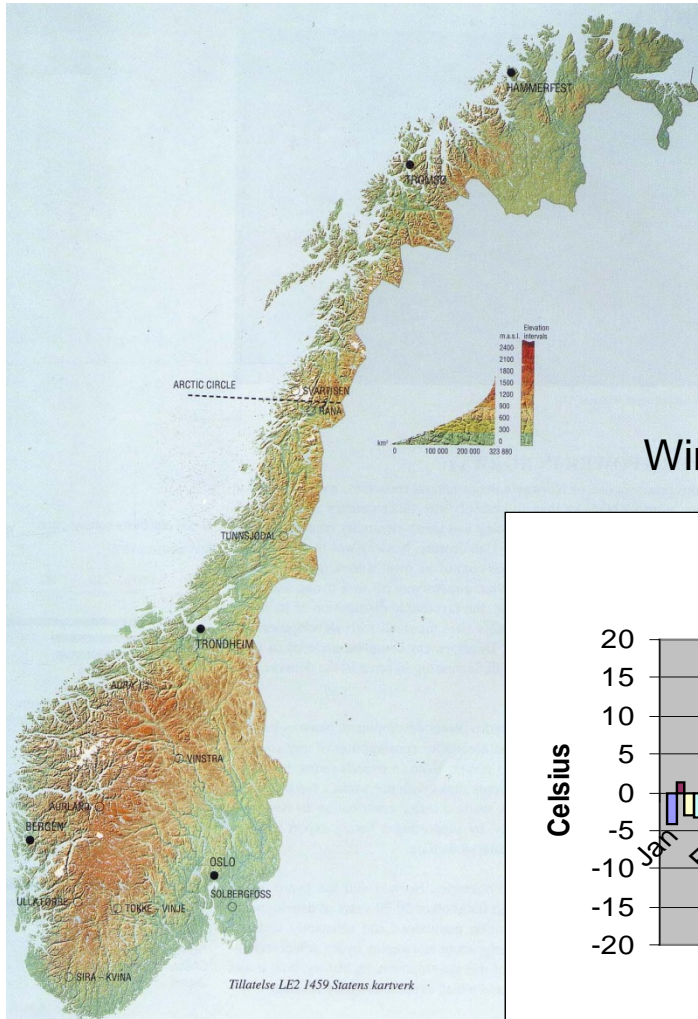 HAMMERFEST
TROMSØ
Elevation
m.a.s.l. intervals
2400
2100
1800
1500
1200
900
600
300
0
km²
0 100 000 200 000 323 880
ARCTIC CIRCLE
SVARTISEN
RANA
TUNNSJØDAL
TRONDHEIM
AURA
VINSTRA
AURLAND
BERGEN
OSLO
SOLBERGFOSS
ULLA FØRRE
TOKKE - VINJE
SIRA - KVINA
Tillatelse LE2 1459 Statens kartverk
Win
20
15
10
5
0
-5
-10
-15
-20
Celsius
Jan